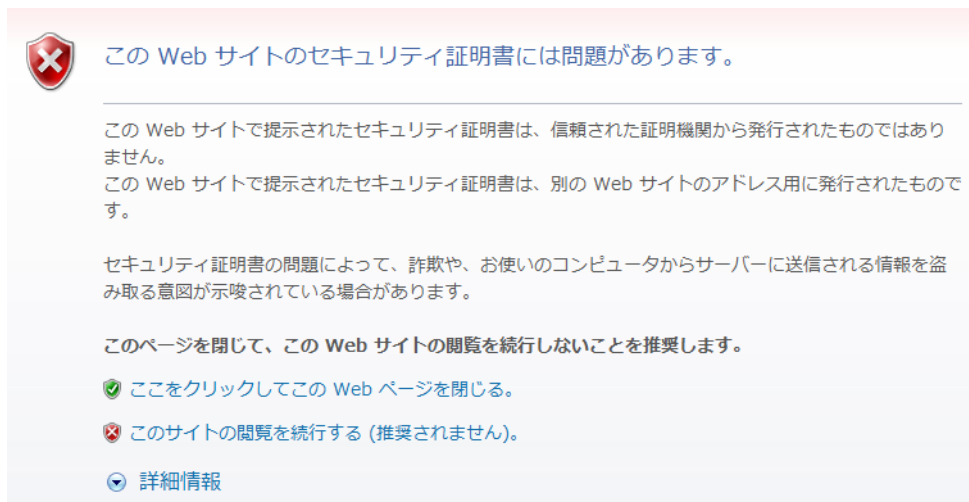 この Web サイトのセキュリティ証明書には問題があります。
この Web サイトで提示されたセキュリティ証明書は、信頼された証明機関から発行されたものではあり
ません。
この Web サイトで提示されたセキュリティ証明書は、別の Web サイトのアドレス用に発行されたもので
す。
セキュリティ証明書の問題によって、詐欺や、お使いのコンピュータからサーバーに送信される情報を盗
み取る意図が示唆されている場合があります。
このページを閉じて、この Web サイトの閲覧を続行しないことを推奨します。
ここをクリックしてこの Web ページを閉じる。
このサイトの閲覧を続行する (推奨されません)。
詳細情報